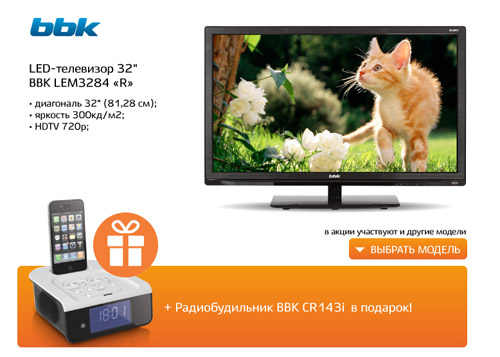 bbk
LED-телевизор 32"
BBK LEM3284 «R»
• диагональ 32" (81,28 см);
• яркость 300кд/м2;
• HDTV 720p;
bbk
в акции участвуют и другие модели
ВЫБРАТЬ МОДЕЛЬ
18:01
+ Радиобудильник BBK CR143i в подарок!